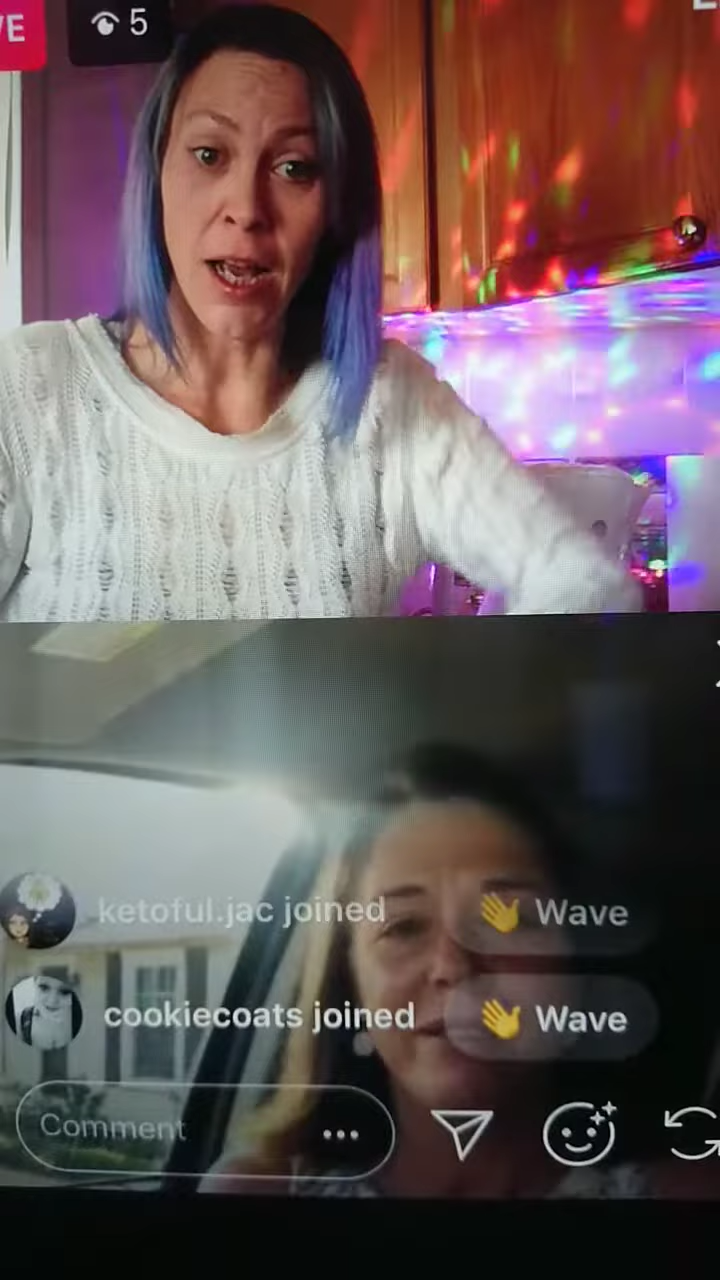 VE 5
ketoful.jac joined 👋 Wave
cookiecoats joined 👋 Wave
Comment ...